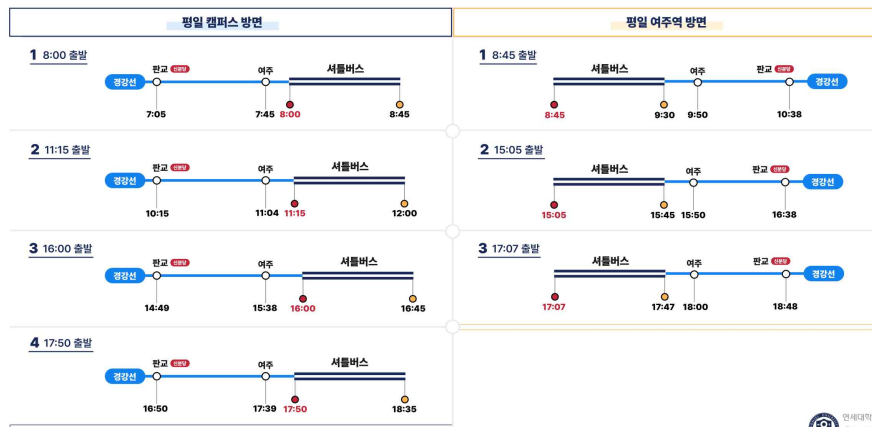 평일 캠퍼스 방면
1 8:00 출발
경강선
판교 신분당
여주
셔틀버스
7:05
7:45 8:00
8:45
2 11:15 출발
경강선
판교 신분당
여주
셔틀버스
10:15
11:04 11:15
12:00
3 16:00 출발
경강선
판교 신분당
여주
셔틀버스
14:49
15:38 16:00
16:45
4 17:50 출발
경강선
판교 신분당
여주
셔틀버스
16:50
17:39 17:50
18:35
평일 여주역 방면
1 8:45 출발
셔틀버스
여주
판교 신분당
경강선
8:45
9:30 9:50
10:38
2 15:05 출발
셔틀버스
여주
판교 신분당
경강선
15:05
15:45 15:50
16:38
3 17:07 출발
셔틀버스
여주
판교 신분당
경강선
17:07
17:47 18:00
18:48
연세대학